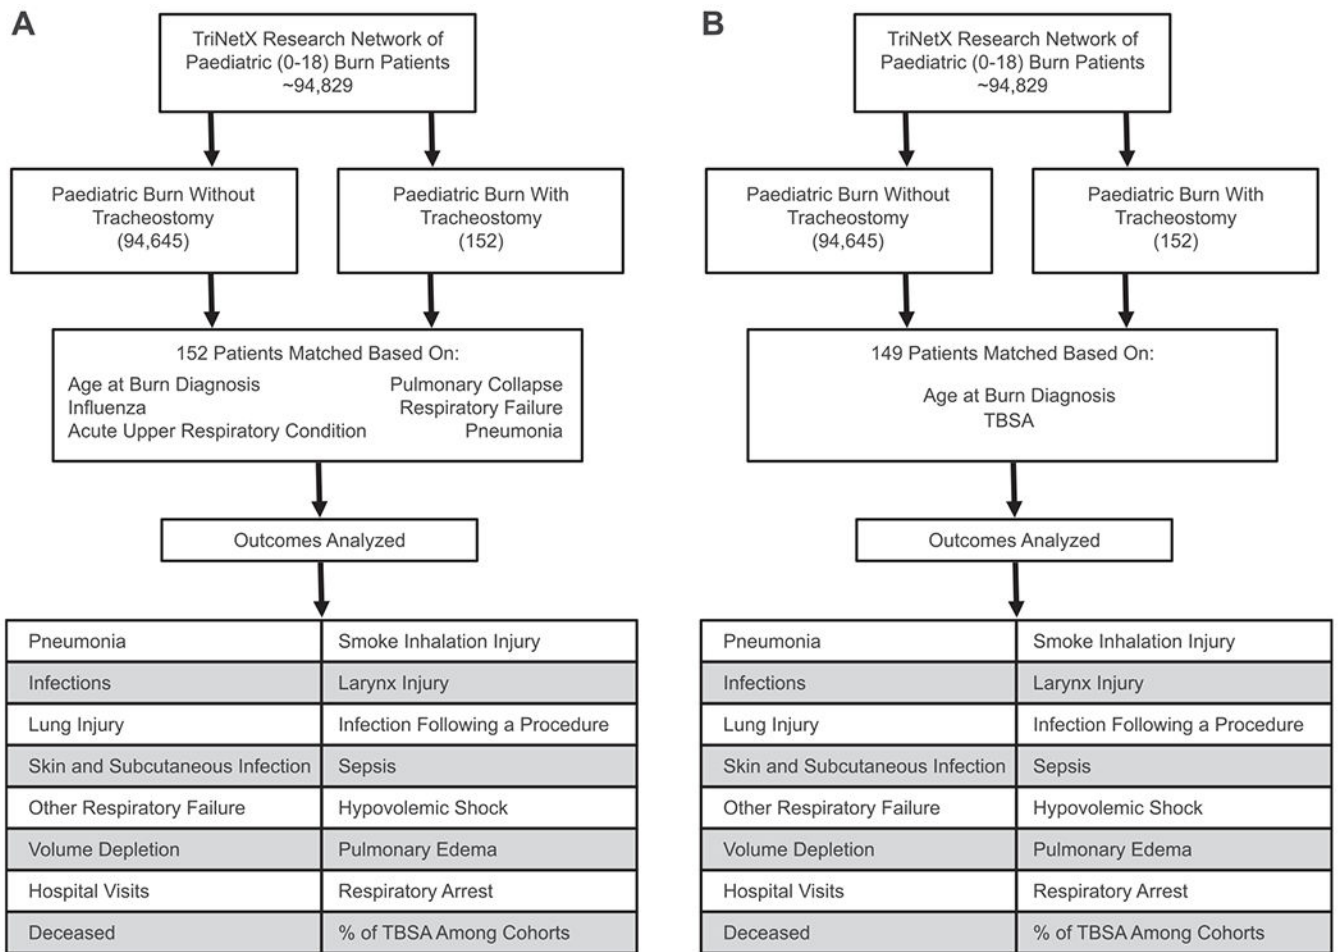 A
TriNetX Research Network of
Paediatric (0-18) Burn Patients
~94,829
Paediatric Burn Without
Tracheostomy
(94,645)
Paediatric Burn With
Tracheostomy
(152)
152 Patients Matched Based On:
Age at Burn Diagnosis
Influenza
Acute Upper Respiratory Condition
Pulmonary Collapse
Respiratory Failure
Pneumonia
Outcomes Analyzed
Pneumonia
Smoke Inhalation Injury
Infections
Larynx Injury
Lung Injury
Infection Following a Procedure
Skin and Subcutaneous Infection
Sepsis
Other Respiratory Failure
Hypovolemic Shock
Volume Depletion
Pulmonary Edema
Hospital Visits
Respiratory Arrest
Deceased
% of TBSA Among Cohorts
B
TriNetX Research Network of
Paediatric (0-18) Burn Patients
~94,829
Paediatric Burn Without
Tracheostomy
(94,645)
Paediatric Burn With
Tracheostomy
(152)
149 Patients Matched Based On:
Age at Burn Diagnosis
TBSA
Outcomes Analyzed
Pneumonia
Smoke Inhalation Injury
Infections
Larynx Injury
Lung Injury
Infection Following a Procedure
Skin and Subcutaneous Infection
Sepsis
Other Respiratory Failure
Hypovolemic Shock
Volume Depletion
Pulmonary Edema
Hospital Visits
Respiratory Arrest
Deceased
% of TBSA Among Cohorts